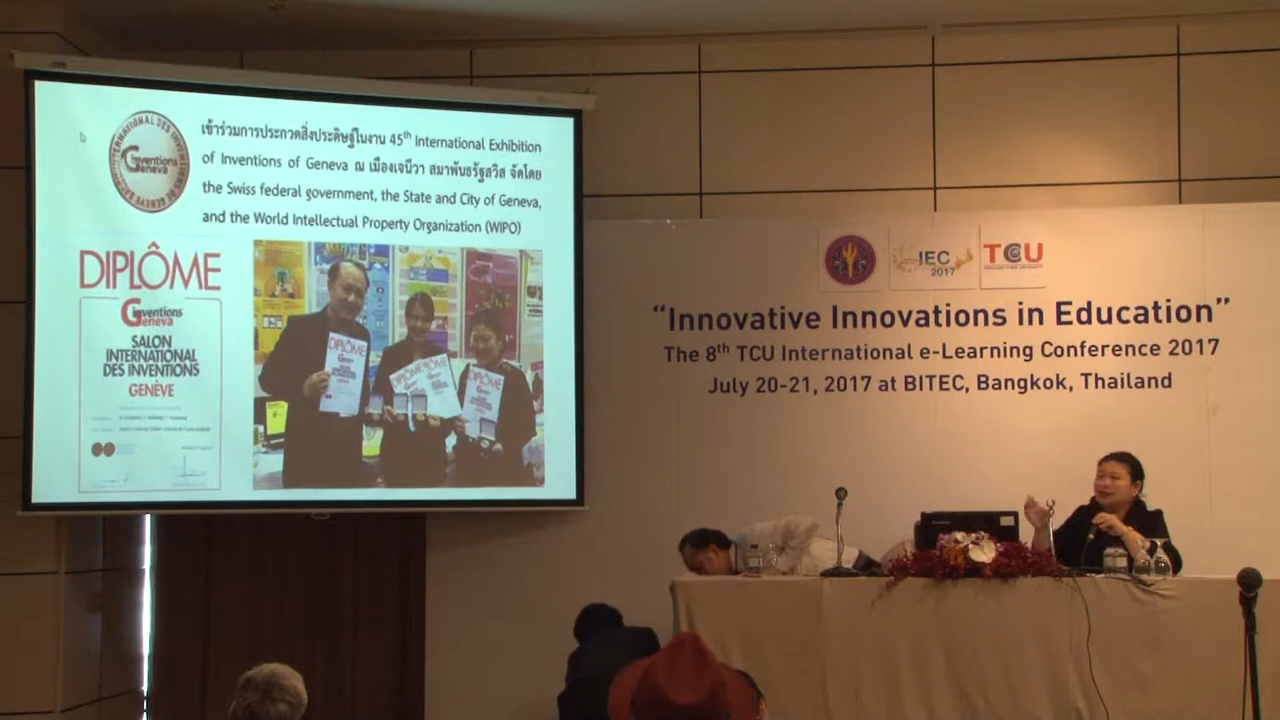 เข้าร่วมการประกวดสิ่งประดิษฐ์ในงาน 45th International Exhibition
of Inventions of Geneva ณ เมืองเจนีวา สมาพันธรัฐสวิส จัดโดย
the Swiss federal government, the State and City of Geneva,
and the World Intellectual Property Organization (WIPO)
Inventions
Geneva
DIPLÔME
Inventions
Geneva
SALON
INTERNATIONAL
DES INVENTIONS
GENÈVE
DIPLÔME
DIPLÔME
DIPLÔME
IEC
2017
TCU
“Innovative Innovations in Education”
The 8th TCU International e-Learning Conference 2017
July 20-21, 2017 at BITEC, Bangkok, Thailand